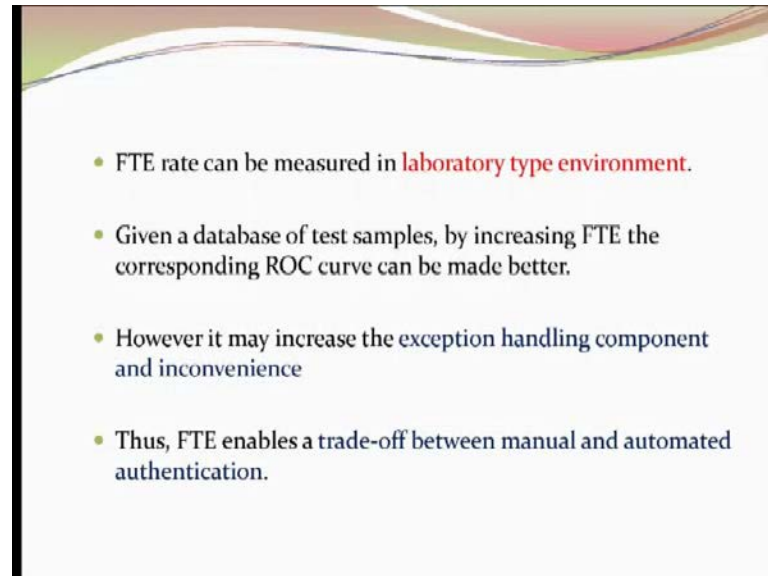 FTE rate can be measured in laboratory type environment.
Given a database of test samples, by increasing FTE the
corresponding ROC curve can be made better.
However it may increase the exception handling component
and inconvenience
Thus, FTE enables a trade-off between manual and automated
authentication.